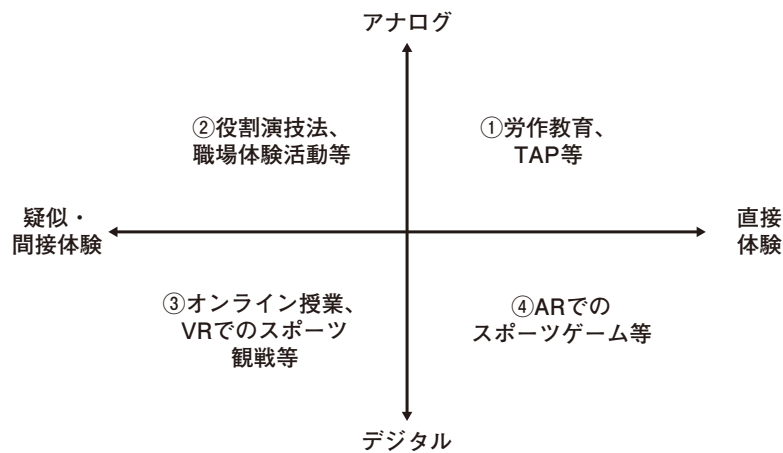 アナログ
②役割演技法、
職場体験活動等
①労作教育、
TAP等
疑似・
間接体験
直接
体験
③オンライン授業、
VRでのスポーツ
観戦等
④ARでの
スポーツゲーム等
デジタル